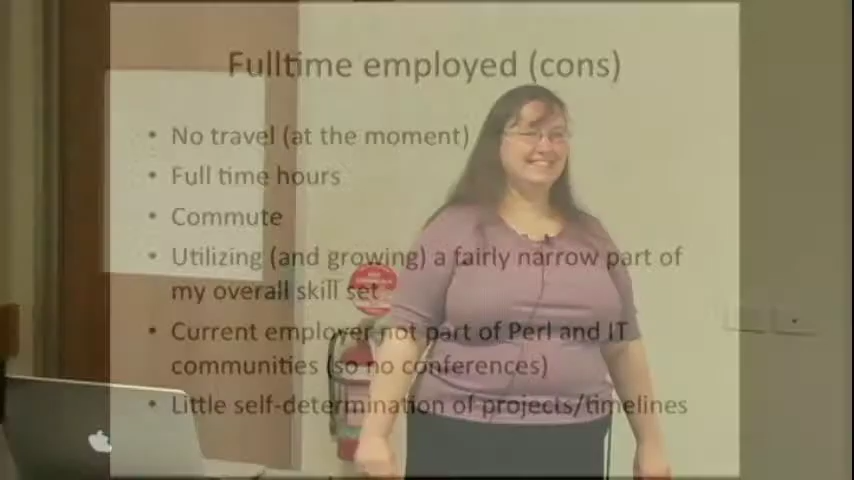 Fulltime employed (cons)
• No travel (at the moment)
• Full time hours
• Commute
• Utilizing (and growing) a fairly narrow part of
my overall skill set
• Current employer not part of Perl and IT
communities (so no conferences)
• Little self-determination of projects/timelines